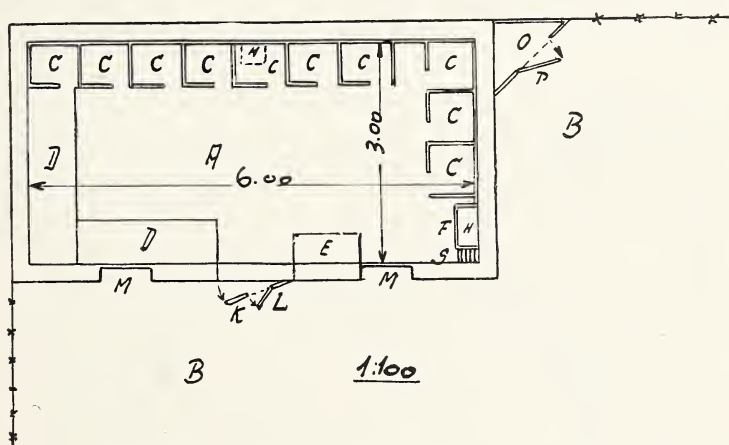 C C C C H C C C C
O
P
B
C
D A 3.00
6.00
C
F H
D E
S
M K L M
B 1:100